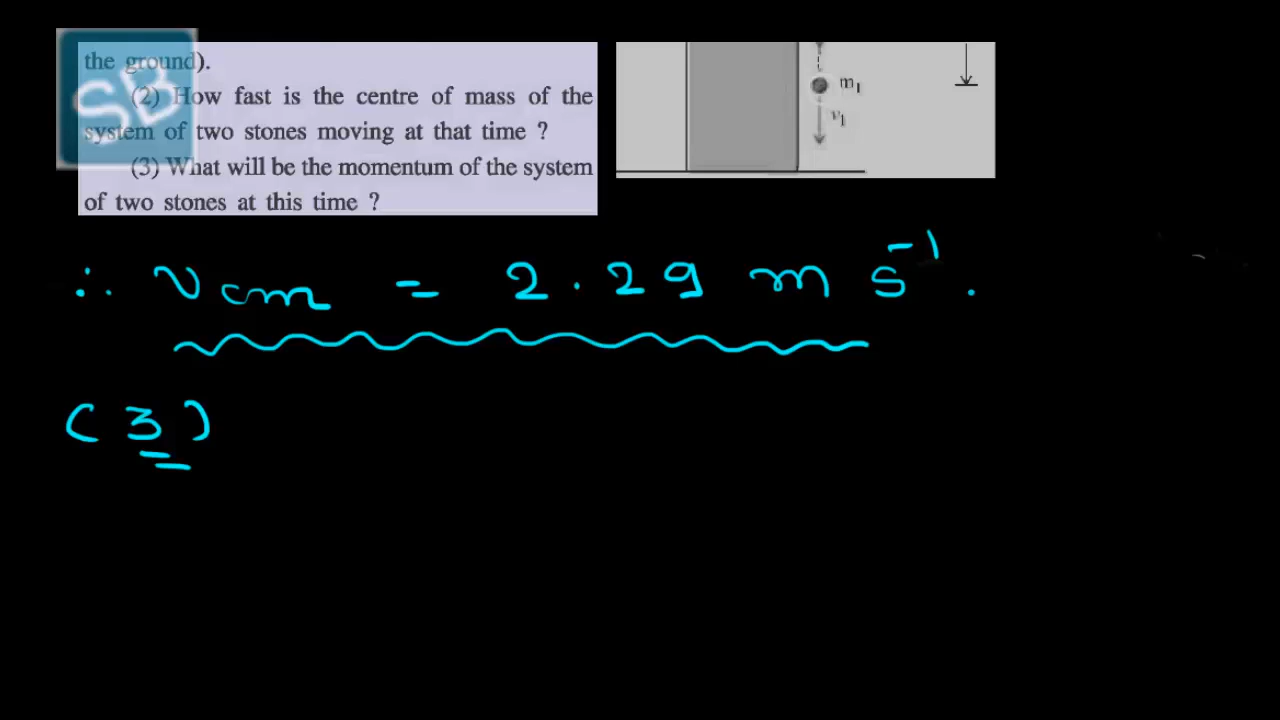 SB
the ground).
(2) How fast is the centre of mass of the
system of two stones moving at that time ?
(3) What will be the momentum of the system
of two stones at this time ?
m₁
v₁
∴ v_cm = 2.29 m s⁻¹.
(3)